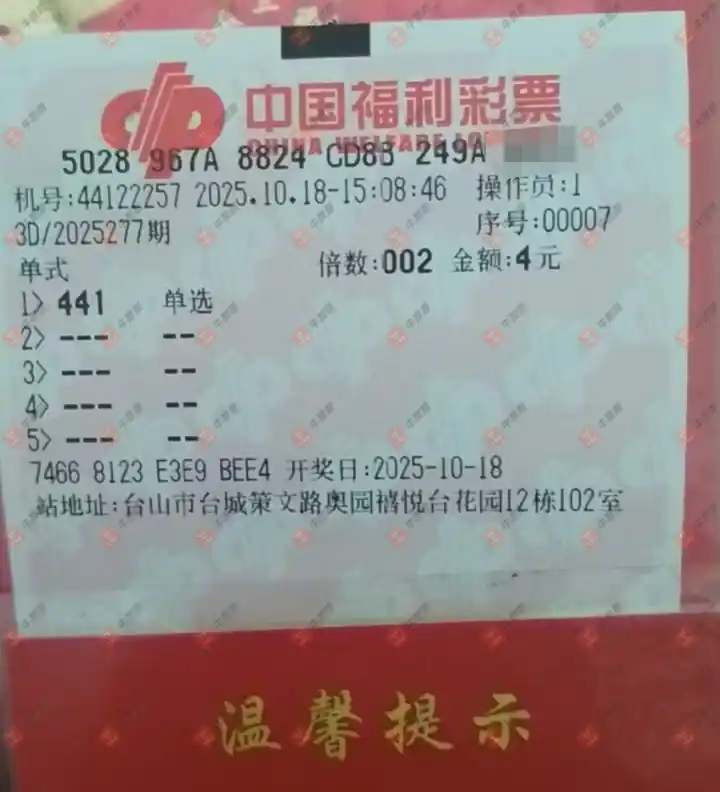 中国福利彩票
CHINA WELFARE LO
5028 967A 8824 CD8B 249A
机号:44122257 2025.10.18-15:08:46 操作员:1
3D/2025277期 序号:00007
单式 倍数:002 金额:4元
1> 441 单选
2> --- --
3> --- --
4> --- --
5> --- --
7466 8123 E3E9 BEE4 开奖日:2025-10-18
站地址:台山市台城策文路奥园禧悦台花园12栋102室
温馨提示